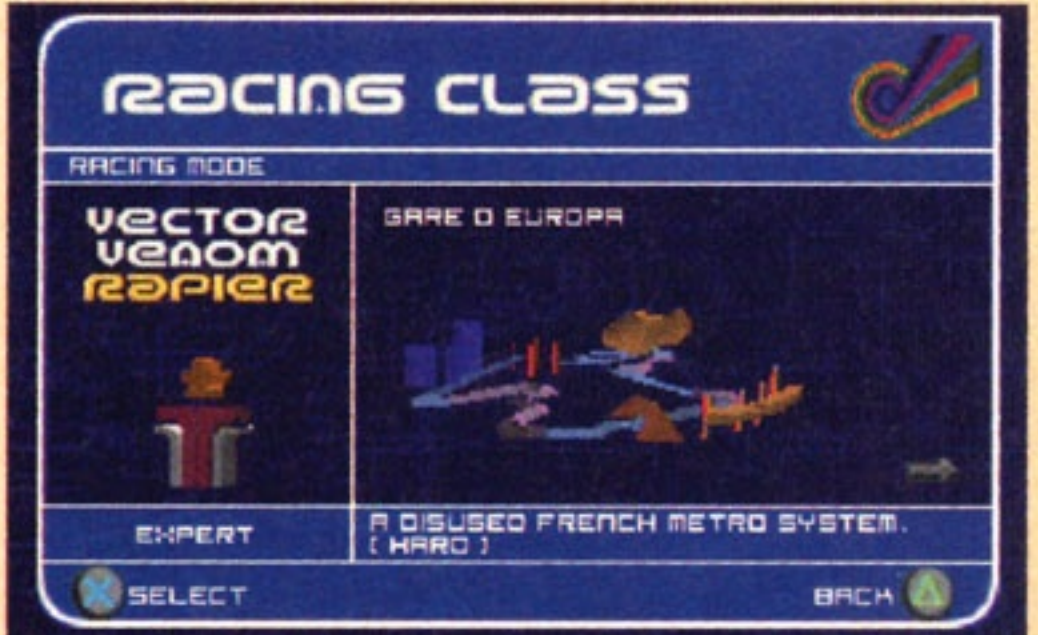 RACING CLASS
RACING MODE
VECTOR
VENOM
RAPIER
GARE D EUROPA
EXPERT
A DISUSED FRENCH METRO SYSTEM.
( HARD )
SELECT
BACK